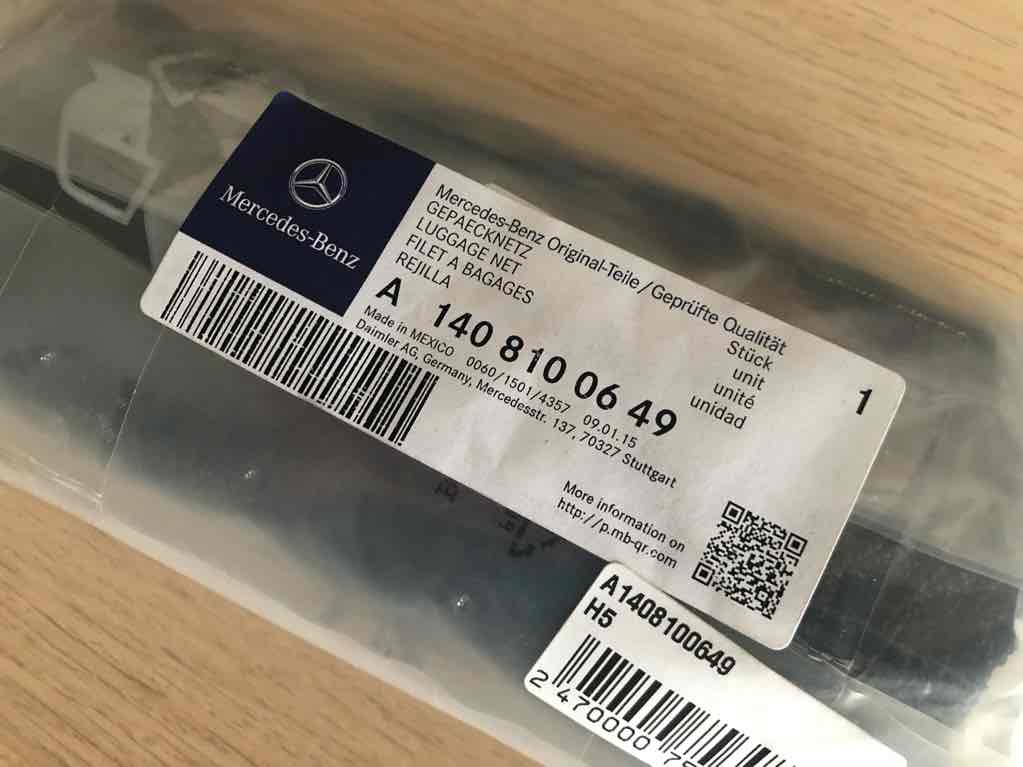 Mercedes-Benz
Mercedes-Benz Original-Teile / Geprüfte Qualität
GEPAECKNETZ
LUGGAGE NET
FILET A BAGAGES
REJILLA
Stück
unit
unité
unidad
1
A 140 810 06 49
Made in MEXICO 0060/1501/4357 09.01.15
Daimler AG, Germany, Mercedesstr. 137, 70327 Stuttgart
More information on
http://p.mb-qr.com
A1408100649
H5
2 470000